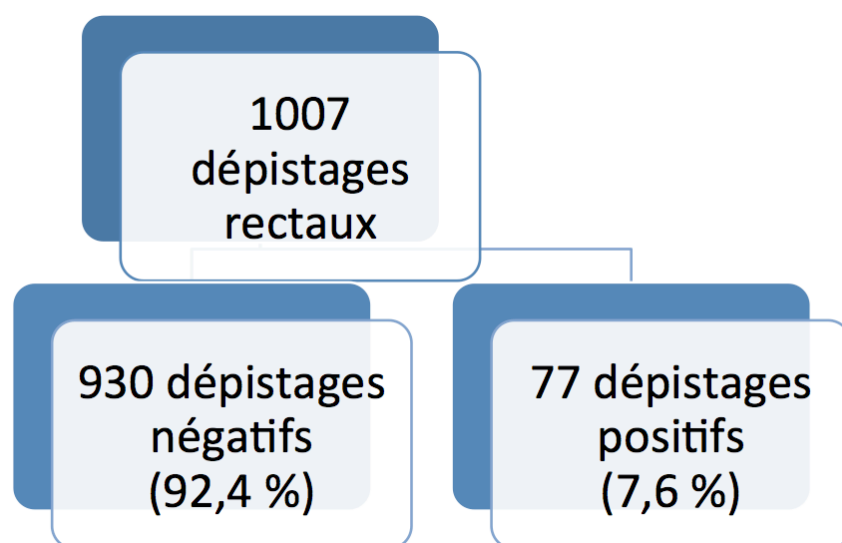 1007
dépistages
rectaux
930 dépistages
négatifs
(92,4 %)
77 dépistages
positifs
(7,6 %)